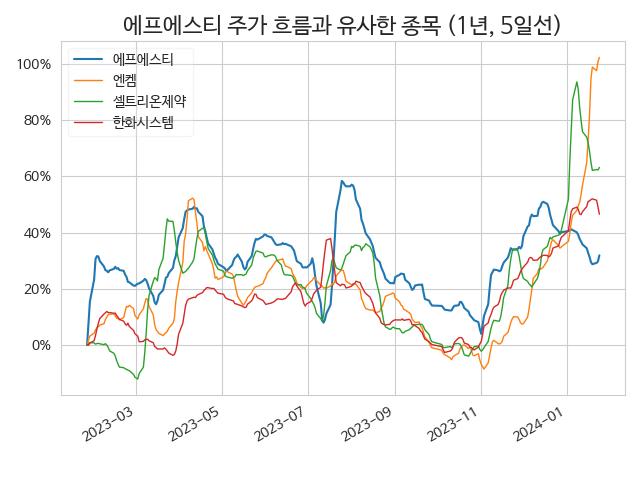 에프에스티 주가 흐름과 유사한 종목 (1년, 5일선)
에프에스티
엔켐
셀트리온제약
한화시스템
100%
80%
60%
40%
20%
0%
2023-03
2023-05
2023-07
2023-09
2023-11
2024-01